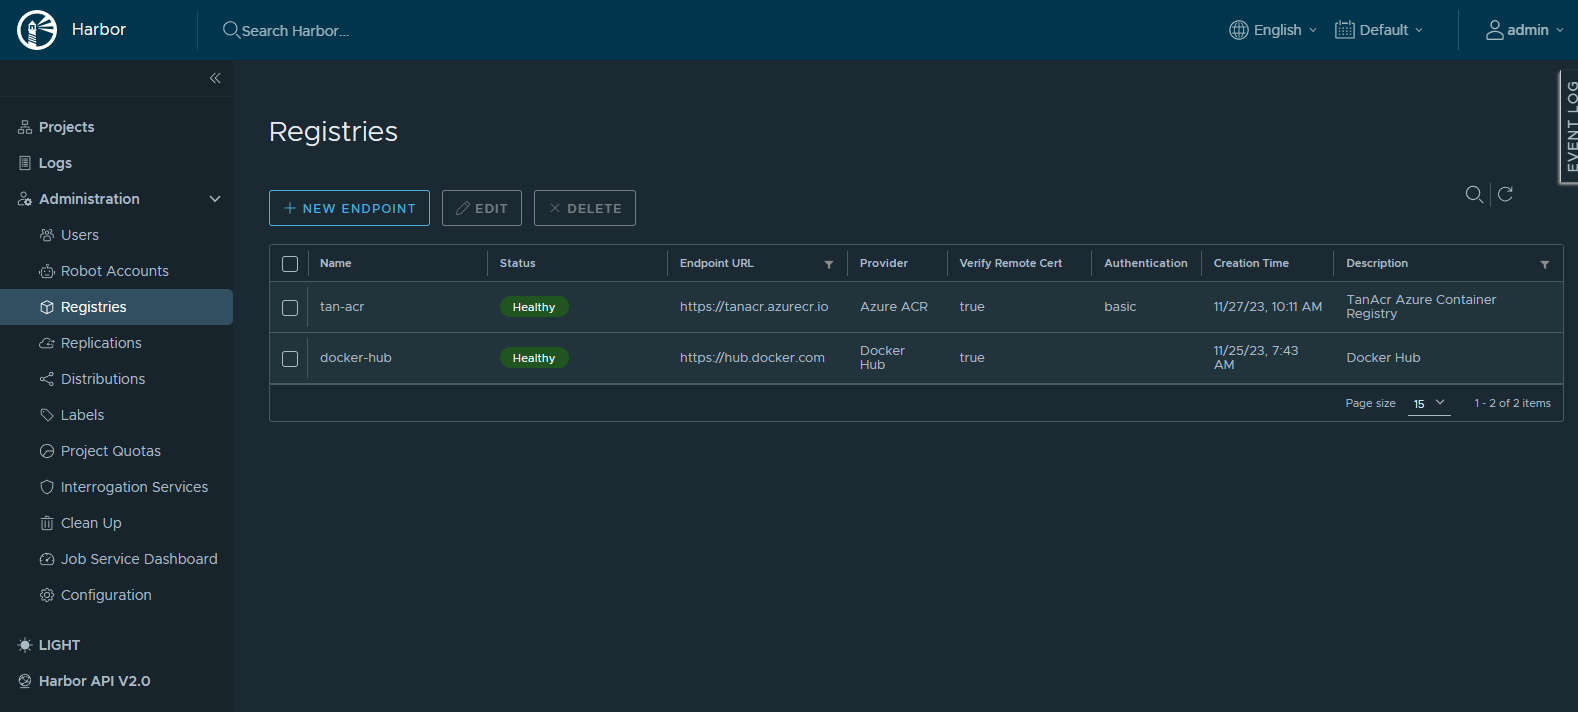 Harbor
Search Harbor...
English
Default
admin
EVENT LOG
Projects
Logs
Administration
Users
Robot Accounts
Registries
Replications
Distributions
Labels
Project Quotas
Interrogation Services
Clean Up
Job Service Dashboard
Configuration
LIGHT
Harbor API V2.0
Registries
NEW ENDPOINT
EDIT
DELETE
Name Status Endpoint URL Provider Verify Remote Cert Authentication Creation Time Description
tan-acr Healthy https://tanacr.azurecr.io Azure ACR true basic 11/27/23, 10:11 AM TanAcr Azure Container
Registry
docker-hub Healthy https://hub.docker.com Docker
Hub true 11/25/23, 7:43
AM Docker Hub
Page size 15 1 - 2 of 2 items